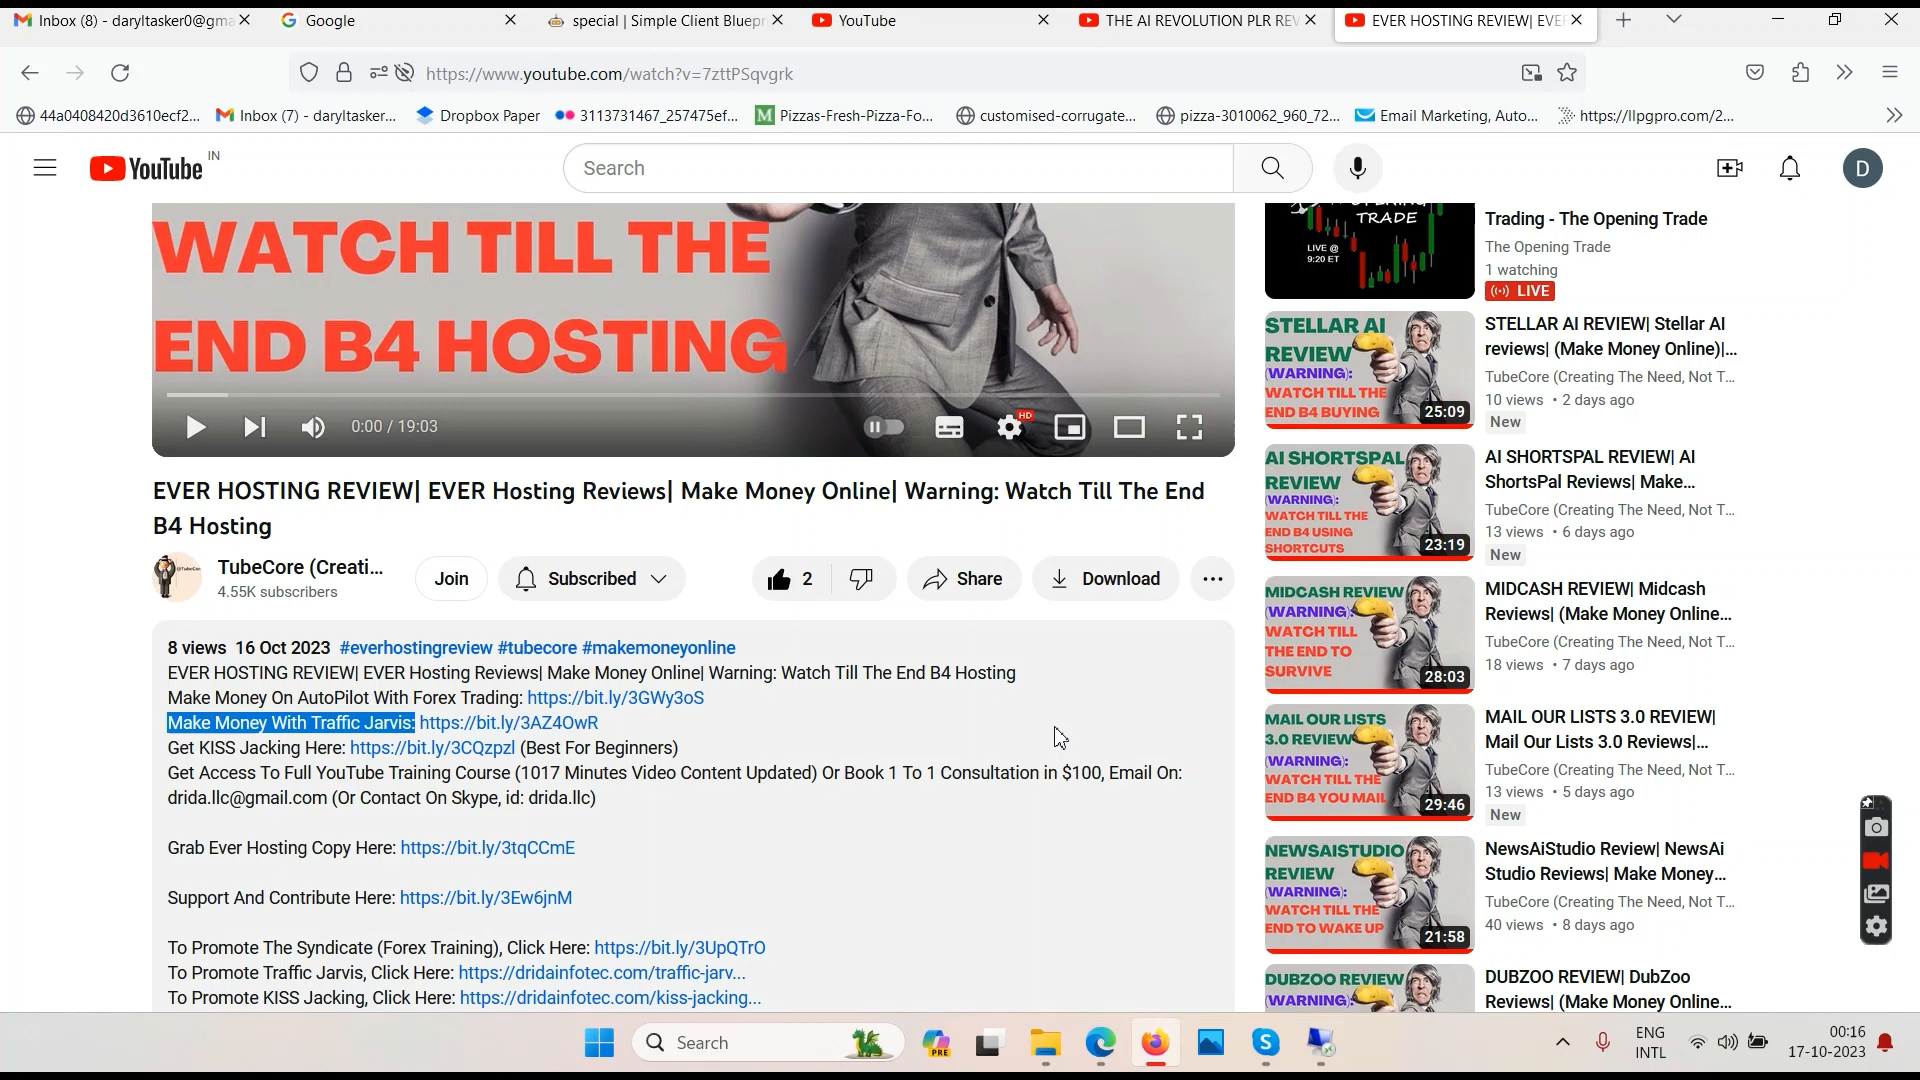 Inbox (8) - daryltasker0@gma
Google
special | Simple Client Bluepr
YouTube
THE AI REVOLUTION PLR REV
EVER HOSTING REVIEW| EVE
https://www.youtube.com/watch?v=7zttPSqvgrk
44a0408420d3610ecf2...
Inbox (7) - daryltasker...
Dropbox Paper
3113731467_257475ef...
Pizzas-Fresh-Pizza-Fo...
customised-corrugate...
pizza-3010062_960_72...
Email Marketing, Auto...
https://llpgpro.com/2...
YouTube IN
Search
D
WATCH TILL THE
END B4 HOSTING
0:00 / 19:03
HD
EVER HOSTING REVIEW| EVER Hosting Reviews| Make Money Online| Warning: Watch Till The End
B4 Hosting
TubeCore (Creati...
4.55K subscribers
Join
Subscribed
2
Share
Download
8 views 16 Oct 2023 #everhostingreview #tubecore #makemoneyonline
EVER HOSTING REVIEW| EVER Hosting Reviews| Make Money Online| Warning: Watch Till The End B4 Hosting
Make Money On AutoPilot With Forex Trading: https://bit.ly/3GWy3oS
Make Money With Traffic Jarvis: https://bit.ly/3AZ4OwR
Get KISS Jacking Here: https://bit.ly/3CQzpzl (Best For Beginners)
Get Access To Full YouTube Training Course (1017 Minutes Video Content Updated) Or Book 1 To 1 Consultation in $100, Email On:
drida.llc@gmail.com (Or Contact On Skype, id: drida.llc)
Grab Ever Hosting Copy Here: https://bit.ly/3tqCCmE
Support And Contribute Here: https://bit.ly/3Ew6jnM
To Promote The Syndicate (Forex Training), Click Here: https://bit.ly/3UpQTrO
To Promote Traffic Jarvis, Click Here: https://dridainfotec.com/traffic-jarv...
To Promote KISS Jacking, Click Here: https://dridainfotec.com/kiss-jacking...
TRADE
LIVE @
9:20 ET
Trading - The Opening Trade
The Opening Trade
1 watching
LIVE
STELLAR AI
REVIEW
(WARNING):
WATCH TILL THE
END B4 BUYING
25:09
STELLAR AI REVIEW| Stellar AI
reviews| (Make Money Online)|...
TubeCore (Creating The Need, Not T...
10 views • 2 days ago
New
AI SHORTSPAL
REVIEW
(WARNING):
WATCH TILL THE
END B4 USING
SHORTCUTS
23:19
AI SHORTSPAL REVIEW| AI
ShortsPal Reviews| Make...
TubeCore (Creating The Need, Not T...
13 views • 6 days ago
New
MIDCASH REVIEW
(WARNING):
WATCH TILL
THE END TO
SURVIVE
28:03
MIDCASH REVIEW| Midcash
Reviews| (Make Money Online...
TubeCore (Creating The Need, Not T...
18 views • 7 days ago
MAIL OUR LISTS
3.0 REVIEW
(WARNING):
WATCH TILL THE
END B4 YOU MAIL
29:46
MAIL OUR LISTS 3.0 REVIEW|
Mail Our Lists 3.0 Reviews|...
TubeCore (Creating The Need, Not T...
13 views • 5 days ago
New
NEWSAISTUDIO
REVIEW
(WARNING):
WATCH TILL THE
END TO WAKE UP
21:58
NewsAiStudio Review| NewsAi
Studio Reviews| Make Money...
TubeCore (Creating The Need, Not T...
40 views • 8 days ago
DUBZOO REVIEW
(WARNING):
DUBZOO REVIEW| DubZoo
Reviews| (Make Money Online...
Search
PRE
ENG
INTL
00:16
17-10-2023